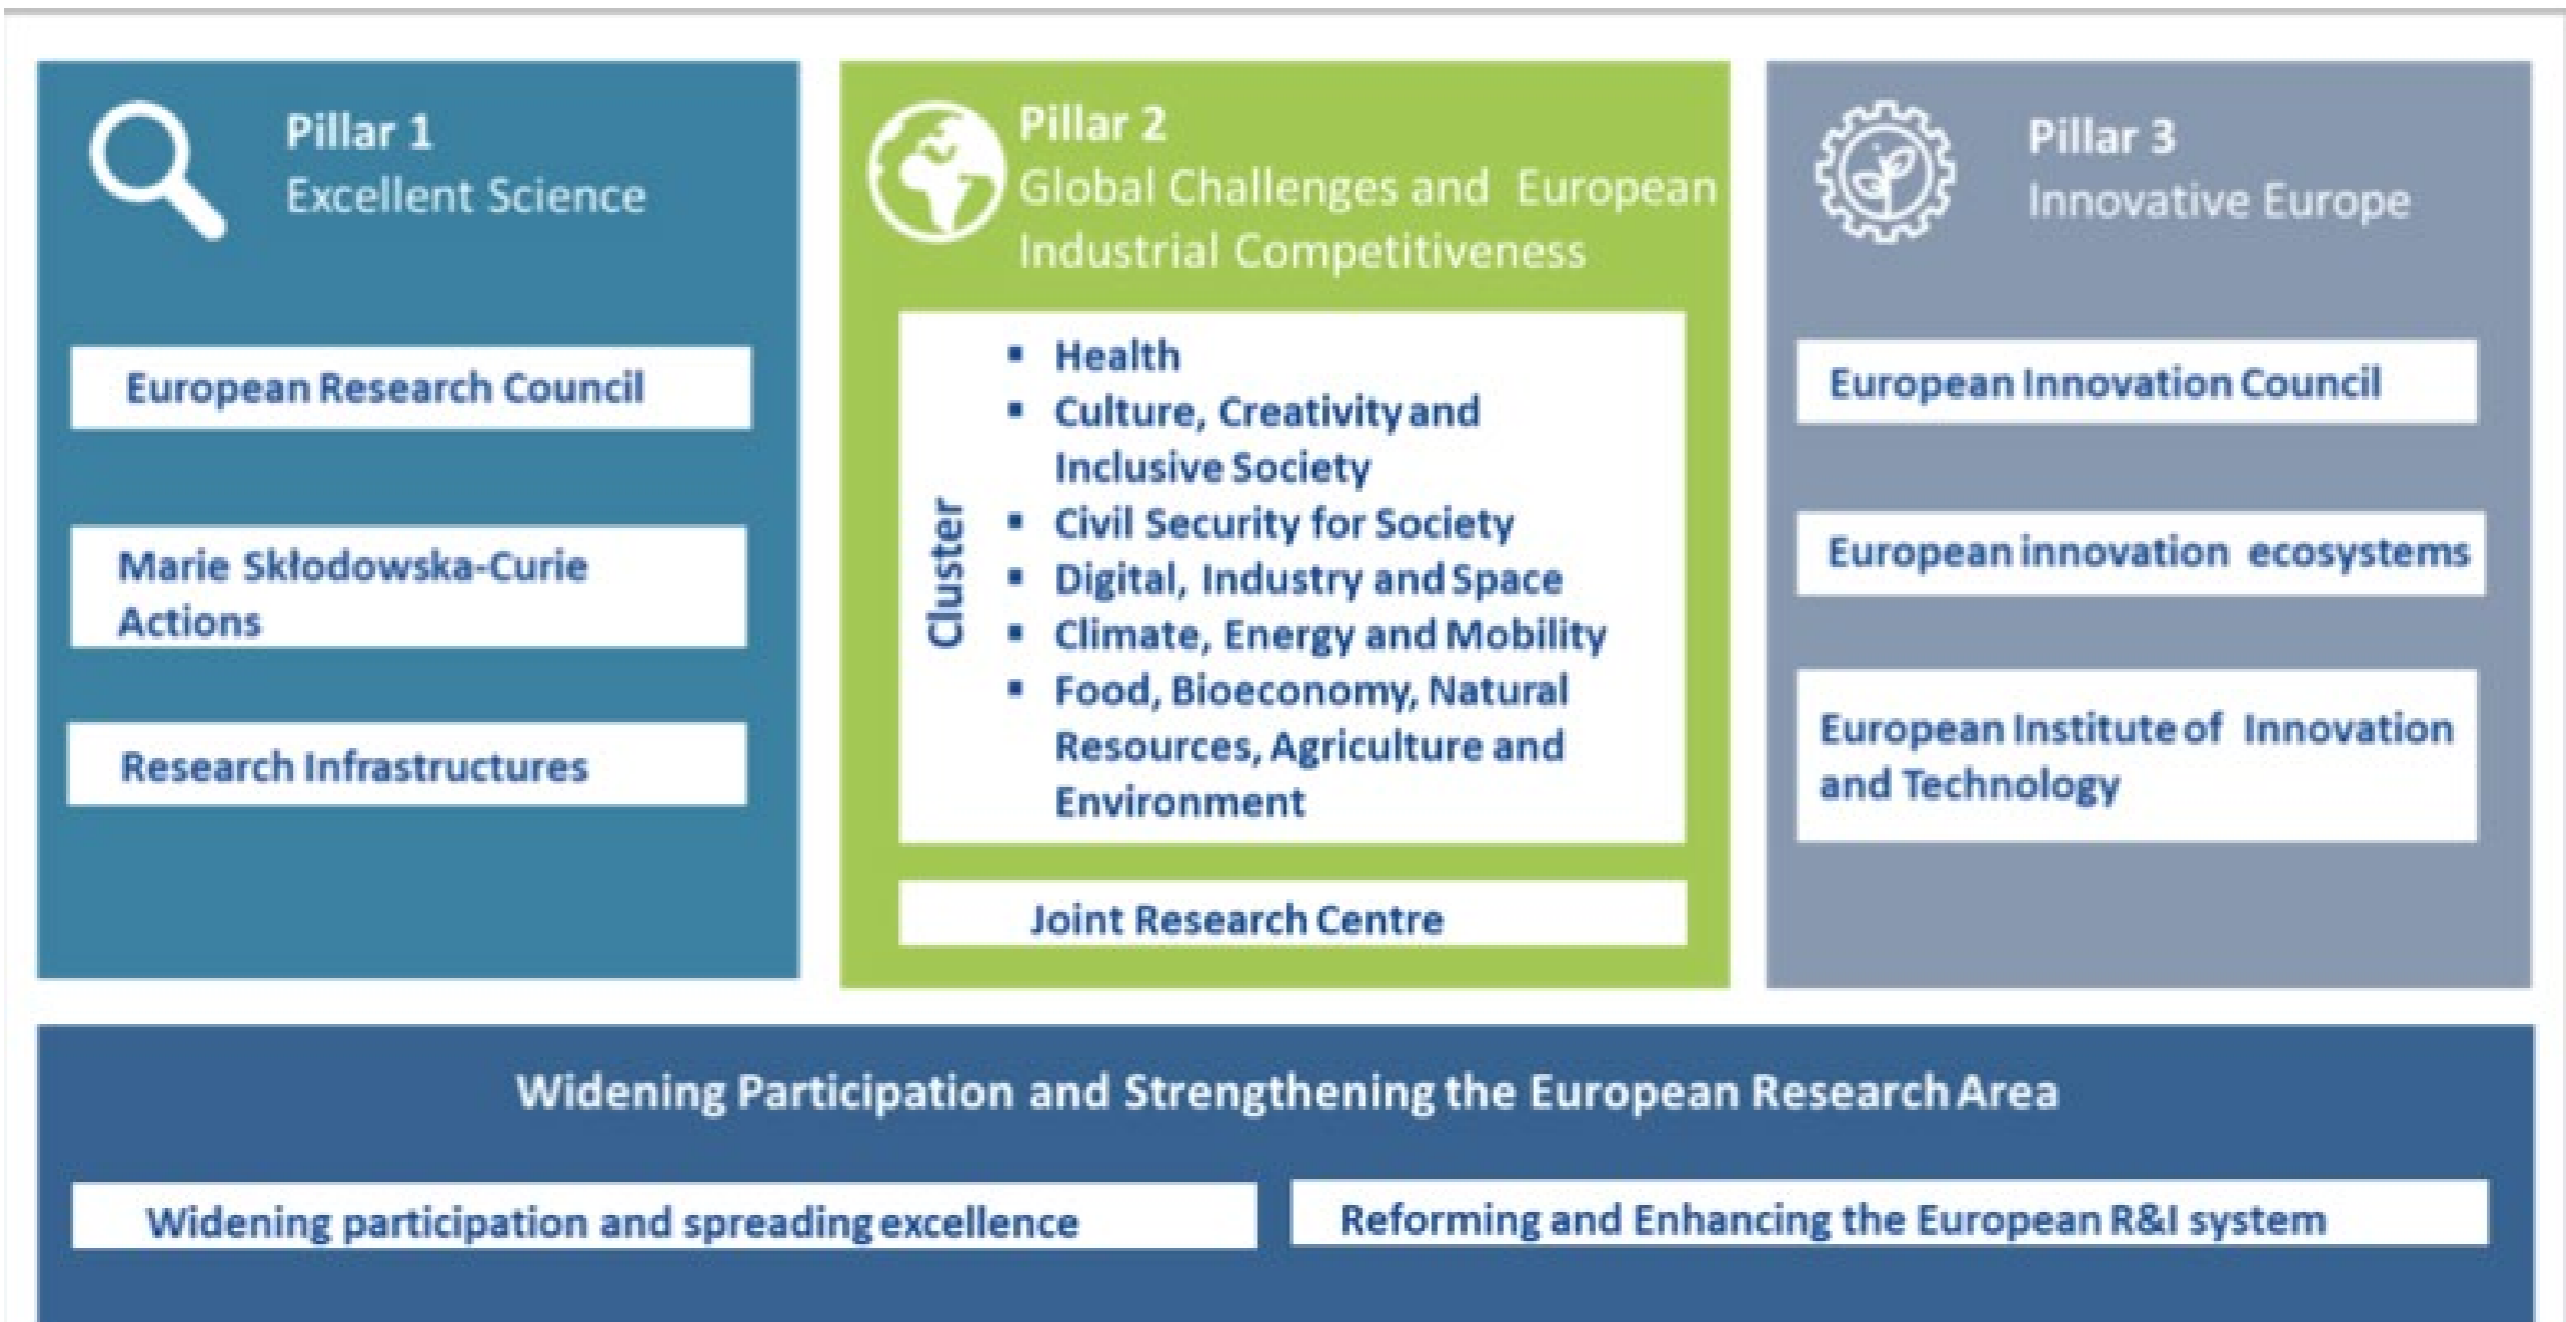 Pillar 1
Excellent Science
European Research Council
Marie Skłodowska-Curie
Actions
Research Infrastructures
Pillar 2
Global Challenges and European
Industrial Competitiveness
Cluster
▪ Health
▪ Culture, Creativity and
Inclusive Society
▪ Civil Security for Society
▪ Digital, Industry and Space
▪ Climate, Energy and Mobility
▪ Food, Bioeconomy, Natural
Resources, Agriculture and
Environment
Joint Research Centre
Pillar 3
Innovative Europe
European Innovation Council
European innovation ecosystems
European Institute of Innovation
and Technology
Widening Participation and Strengthening the European Research Area
Widening participation and spreading excellence
Reforming and Enhancing the European R&I system